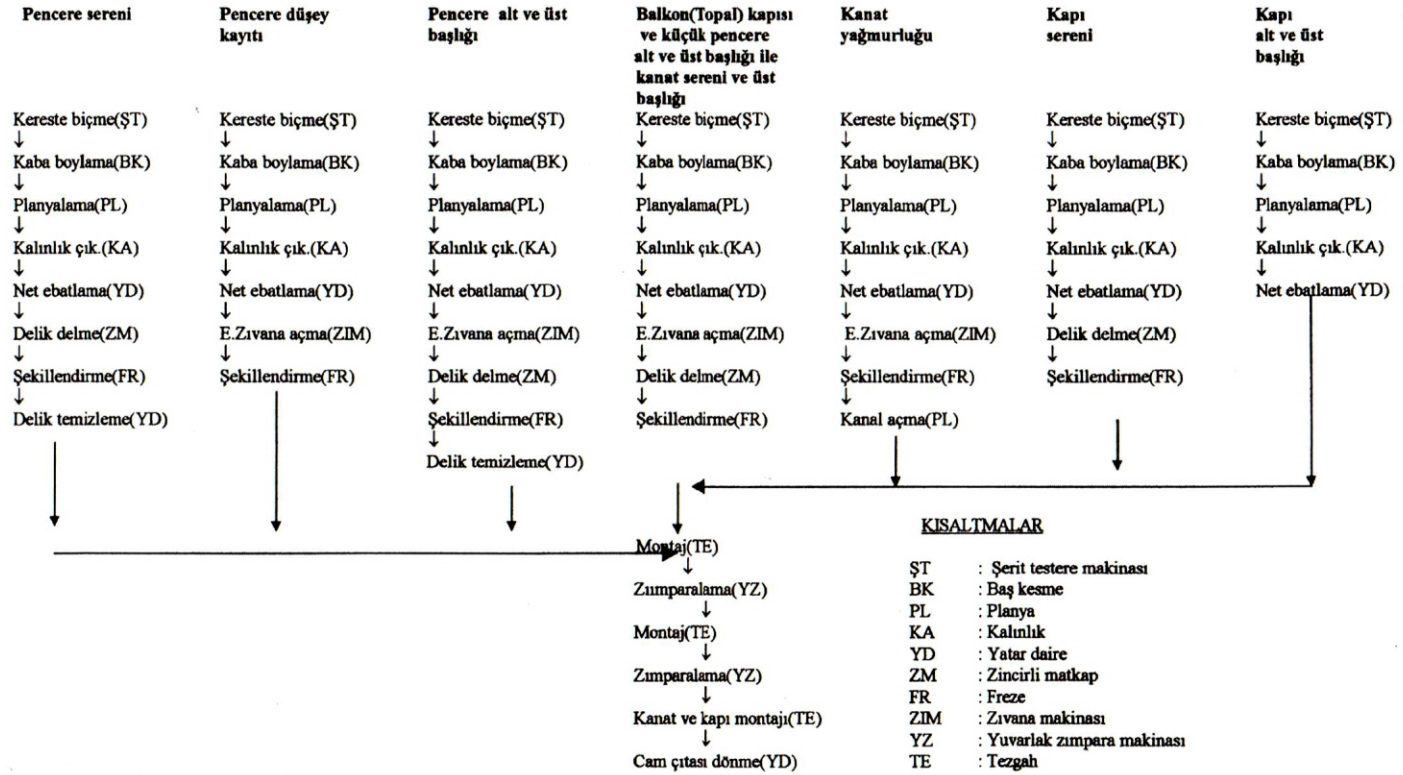 Pencere sereni
Pencere düşey
kayıtı
Pencere alt ve üst
başlığı
Balkon(Topal) kapısı
ve küçük pencere
alt ve üst başlığı ile
kanat sereni ve üst
başlığı
Kanat
yağmurluğu
Kapı
sereni
Kapı
alt ve üst
başlığı
Kereste biçme(ŞT)
↓
Kaba boylama(BK)
↓
Planyalama(PL)
↓
Kalınlık çık.(KA)
↓
Net ebatlama(YD)
↓
Delik delme(ZM)
↓
Şekillendirme(FR)
↓
Delik temizleme(YD)
Kereste biçme(ŞT)
↓
Kaba boylama(BK)
↓
Planyalama(PL)
↓
Kalınlık çık.(KA)
↓
Net ebatlama(YD)
↓
E.Zıvana açma(ZIM)
↓
Şekillendirme(FR)
Kereste biçme(ŞT)
↓
Kaba boylama(BK)
↓
Planyalama(PL)
↓
Kalınlık çık.(KA)
↓
Net ebatlama(YD)
↓
E.Zıvana açma(ZIM)
↓
Delik delme(ZM)
↓
Şekillendirme(FR)
↓
Delik temizleme(YD)
Kereste biçme(ŞT)
↓
Kaba boylama(BK)
↓
Planyalama(PL)
↓
Kalınlık çık.(KA)
↓
Net ebatlama(YD)
↓
E.Zıvana açma(ZIM)
↓
Delik delme(ZM)
↓
Şekillendirme(FR)
Kereste biçme(ŞT)
↓
Kaba boylama(BK)
↓
Planyalama(PL)
↓
Kalınlık çık.(KA)
↓
Net ebatlama(YD)
↓
E.Zıvana açma(ZIM)
↓
Şekillendirme(FR)
↓
Kanal açma(PL)
Kereste biçme(ŞT)
↓
Kaba boylama(BK)
↓
Planyalama(PL)
↓
Kalınlık çık.(KA)
↓
Net ebatlama(YD)
↓
Delik delme(ZM)
↓
Şekillendirme(FR)
Kereste biçme(ŞT)
↓
Kaba boylama(BK)
↓
Planyalama(PL)
↓
Kalınlık çık.(KA)
↓
Net ebatlama(YD)
Montaj(TE)
↓
Zımparalama(YZ)
↓
Montaj(TE)
↓
Zımparalama(YZ)
↓
Kanat ve kapı montajı(TE)
↓
Cam çıtası dönme(YD)
KISALTMALAR
ŞT : Şerit testere makinası
BK : Baş kesme
PL : Planya
KA : Kalınlık
YD : Yatar daire
ZM : Zincirli matkap
FR : Freze
ZIM : Zıvana makinası
YZ : Yuvarlak zımpara makinası
TE : Tezgah